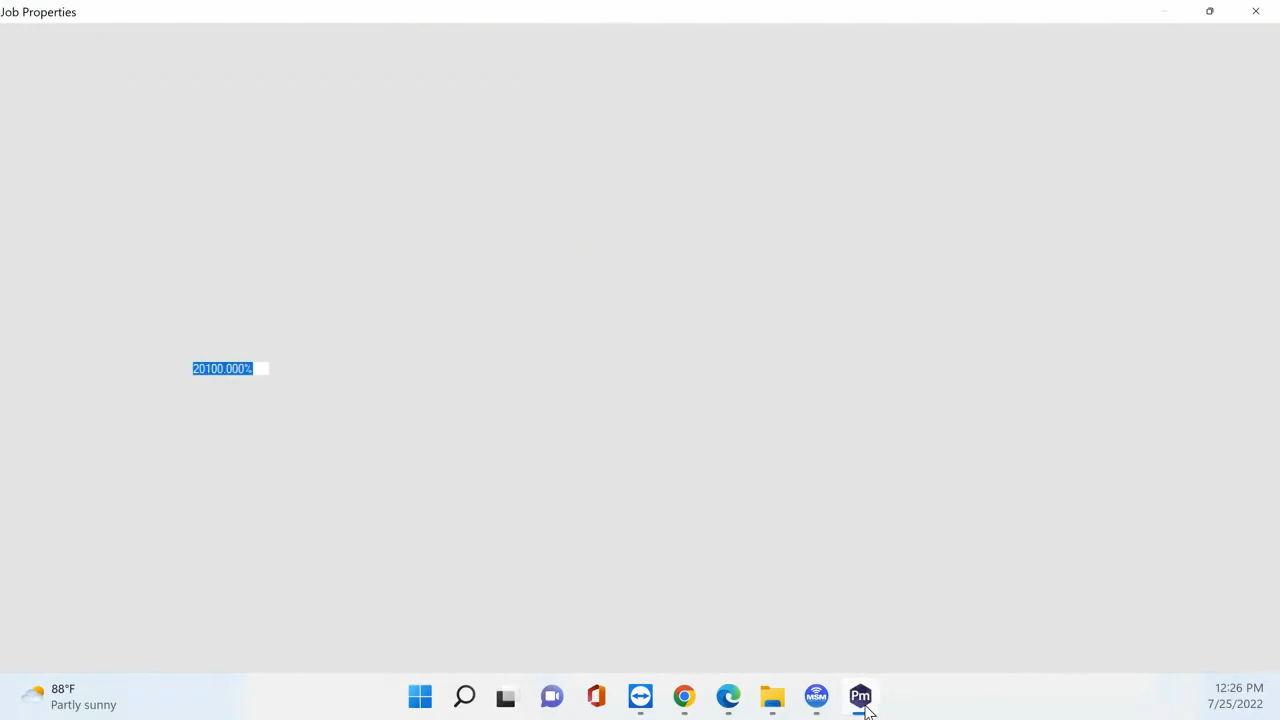 Job Properties
20100.000%
88°F
Partly sunny
MSM
Pm
12:26 PM
7/25/2022